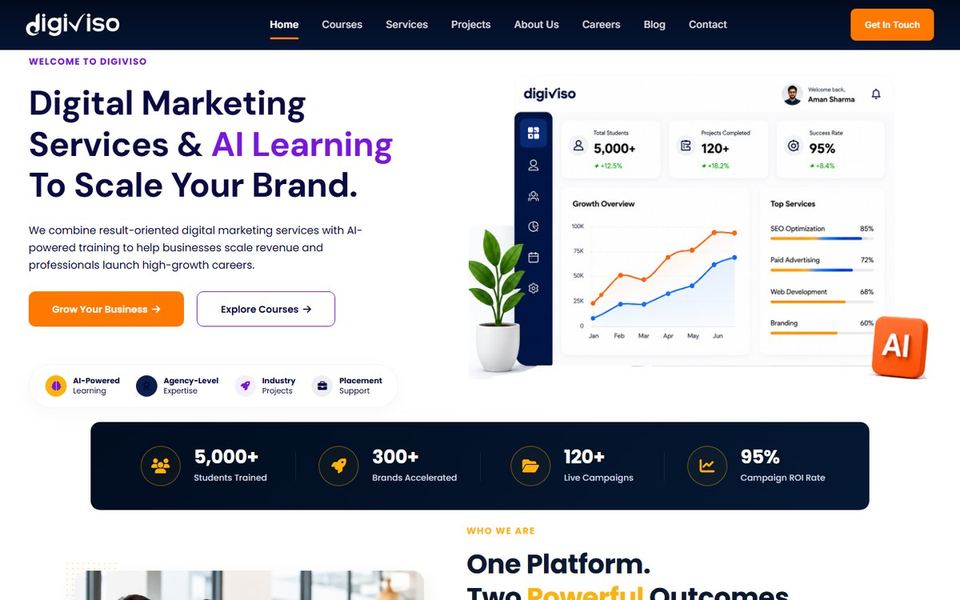 digiviso
Home
Courses
Services
Projects
About Us
Careers
Blog
Contact
Get In Touch
WELCOME TO DIGIVISO
Digital Marketing
Services & AI Learning
To Scale Your Brand.
We combine result-oriented digital marketing services with AI-
powered training to help businesses scale revenue and
professionals launch high-growth careers.
Grow Your Business →
Explore Courses →
AI-Powered
Learning
Agency-Level
Expertise
Industry
Projects
Placement
Support
digiviso
Welcome back,
Aman Sharma
Total Students
5,000+
+12.5%
Projects Completed
120+
+18.2%
Success Rate
95%
+8.4%
Growth Overview
100K
75K
50K
25K
0
Jan
Feb
Mar
Apr
May
Jun
Top Services
SEO Optimization 85%
Paid Advertising 72%
Web Development 68%
Branding 60%
AI
5,000+
Students Trained
300+
Brands Accelerated
120+
Live Campaigns
95%
Campaign ROI Rate
WHO WE ARE
One Platform.
Two Powerful Outcomes